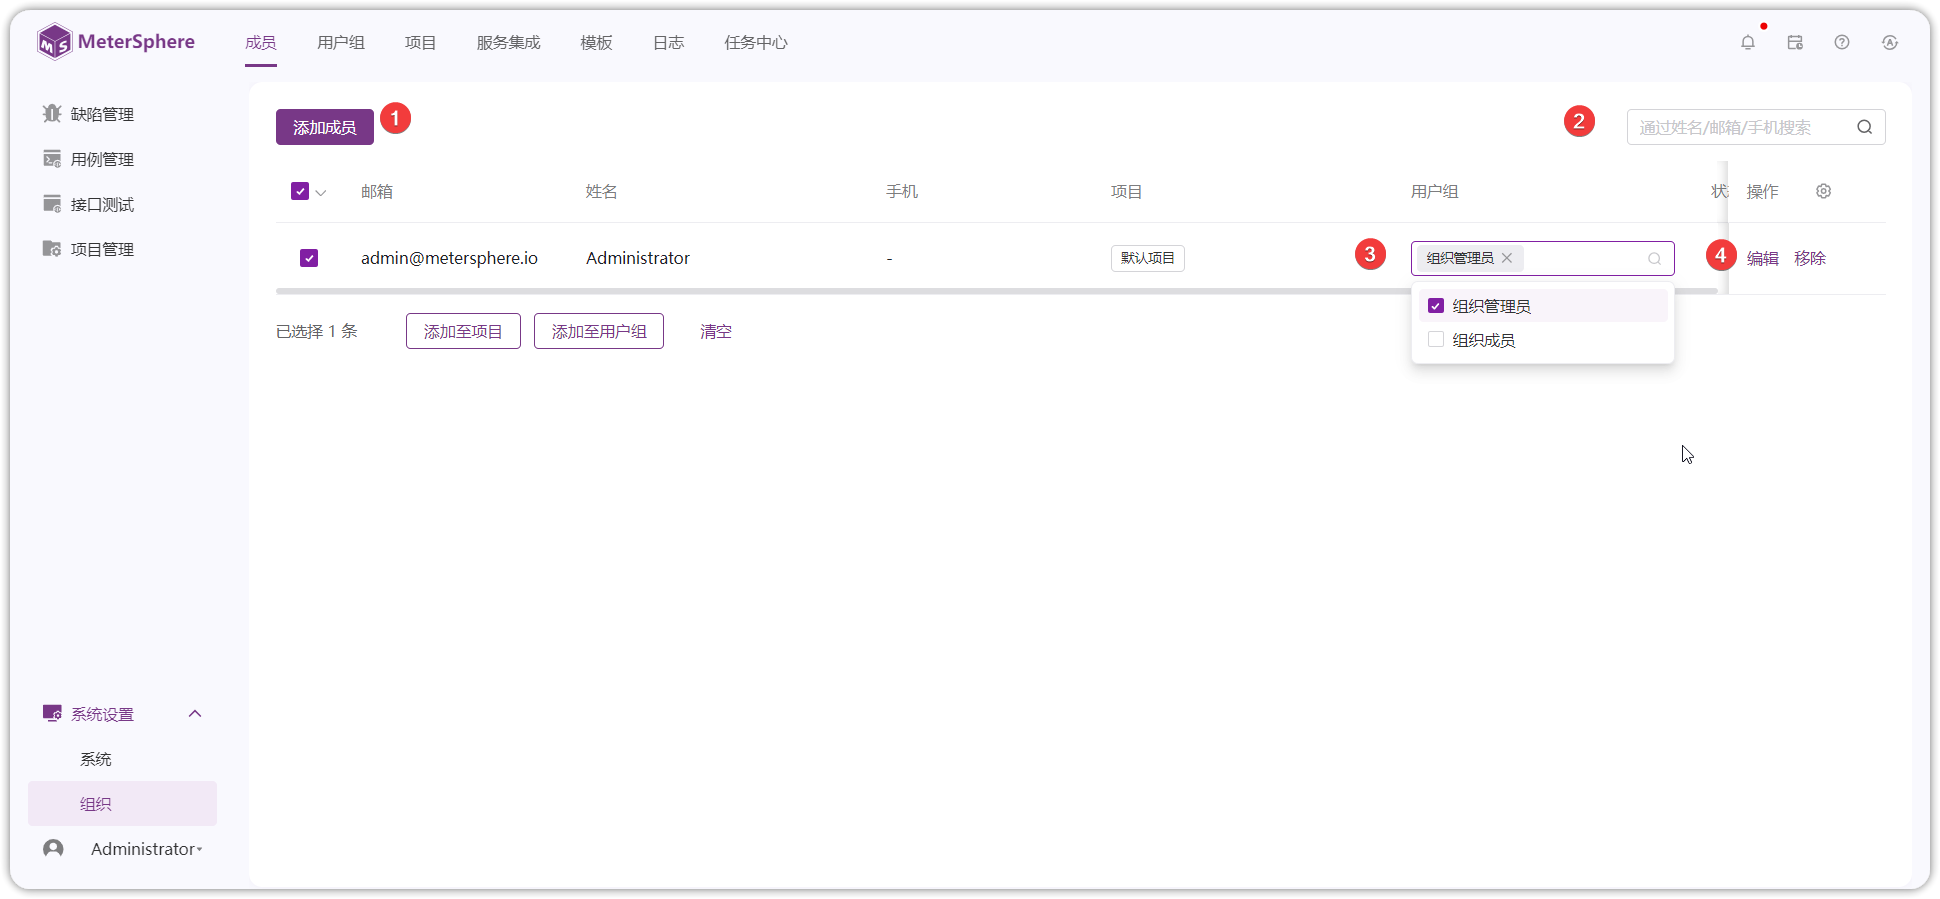 MS MeterSphere
成员 用户组 项目 服务集成 模板 日志 任务中心
缺陷管理
用例管理
接口测试
项目管理
添加成员 1
2 通过姓名/邮箱/手机搜索
邮箱 姓名 手机 项目 用户组 操作
admin@metersphere.io Administrator - 默认项目 3 组织管理员 4 编辑 移除
组织管理员
组织成员
已选择 1 条 添加至项目 添加至用户组 清空
系统设置
系统
组织
Administrator